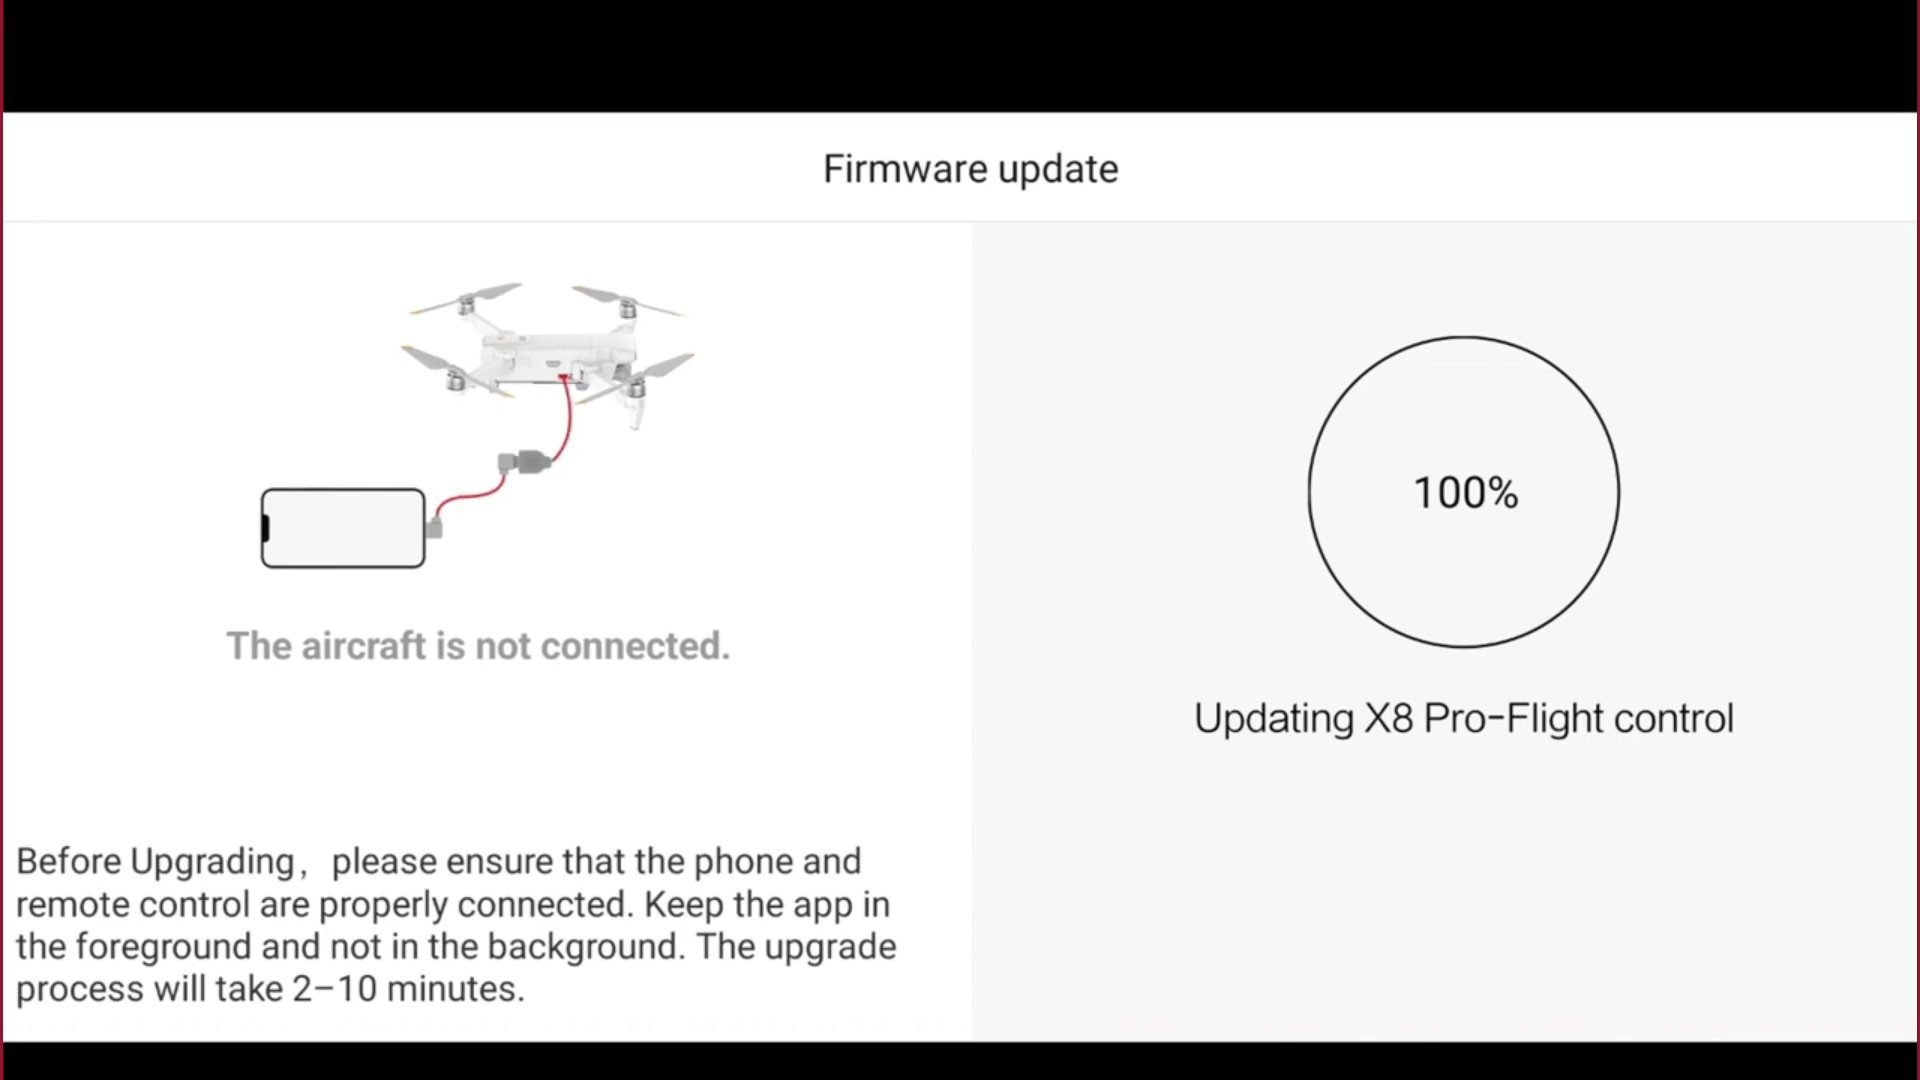 Firmware update
The aircraft is not connected.
Before Upgrading， please ensure that the phone and
remote control are properly connected. Keep the app in
the foreground and not in the background. The upgrade
process will take 2–10 minutes.
100%
Updating X8 Pro-Flight control